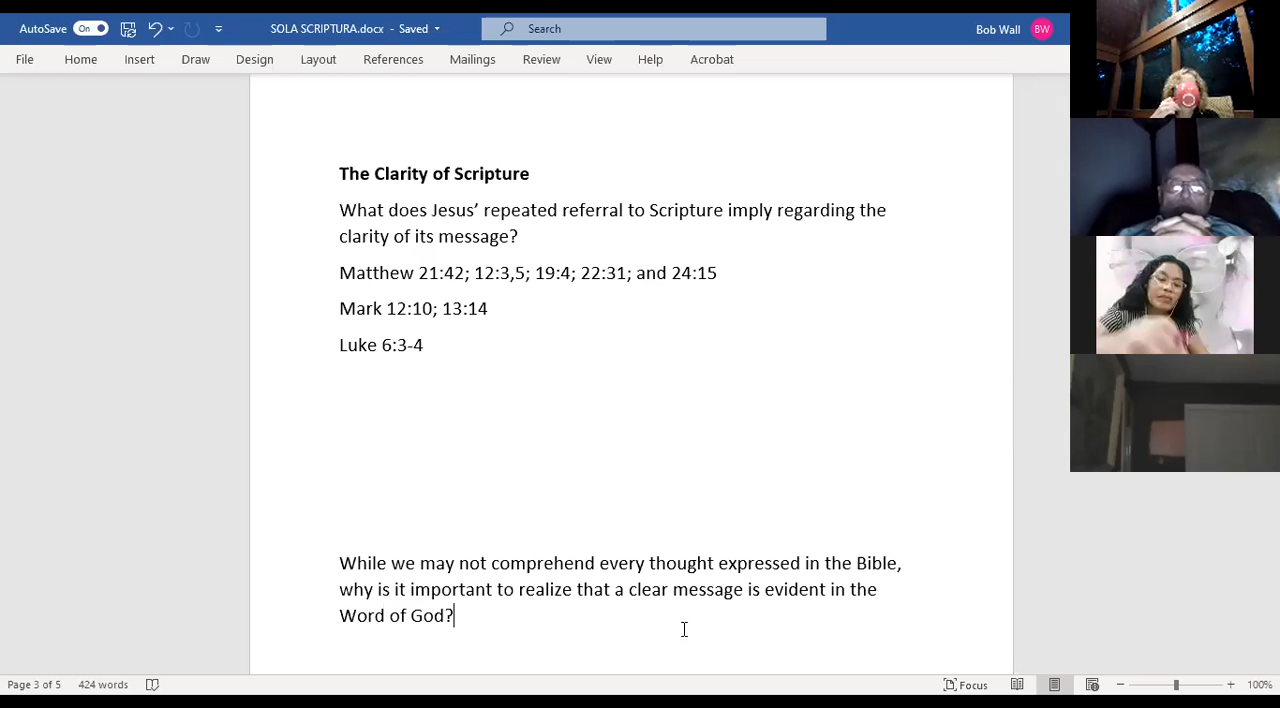 AutoSave On SOLA SCRIPTURA.docx - Saved Search Bob Wall BW
File Home Insert Draw Design Layout References Mailings Review View Help Acrobat
The Clarity of Scripture
What does Jesus’ repeated referral to Scripture imply regarding the
clarity of its message?
Matthew 21:42; 12:3,5; 19:4; 22:31; and 24:15
Mark 12:10; 13:14
Luke 6:3-4
While we may not comprehend every thought expressed in the Bible,
why is it important to realize that a clear message is evident in the
Word of God?
Page 3 of 5 424 words Focus 100%